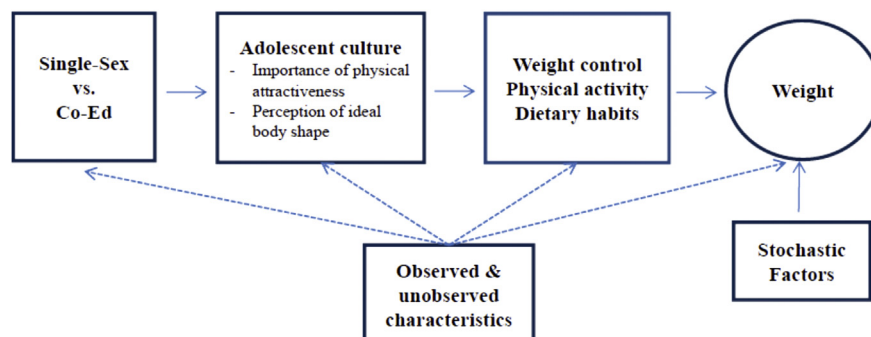 Single-Sex
vs.
Co-Ed
Adolescent culture
- Importance of physical
attractiveness
- Perception of ideal
body shape
Weight control
Physical activity
Dietary habits
Weight
Observed &
unobserved
characteristics
Stochastic
Factors